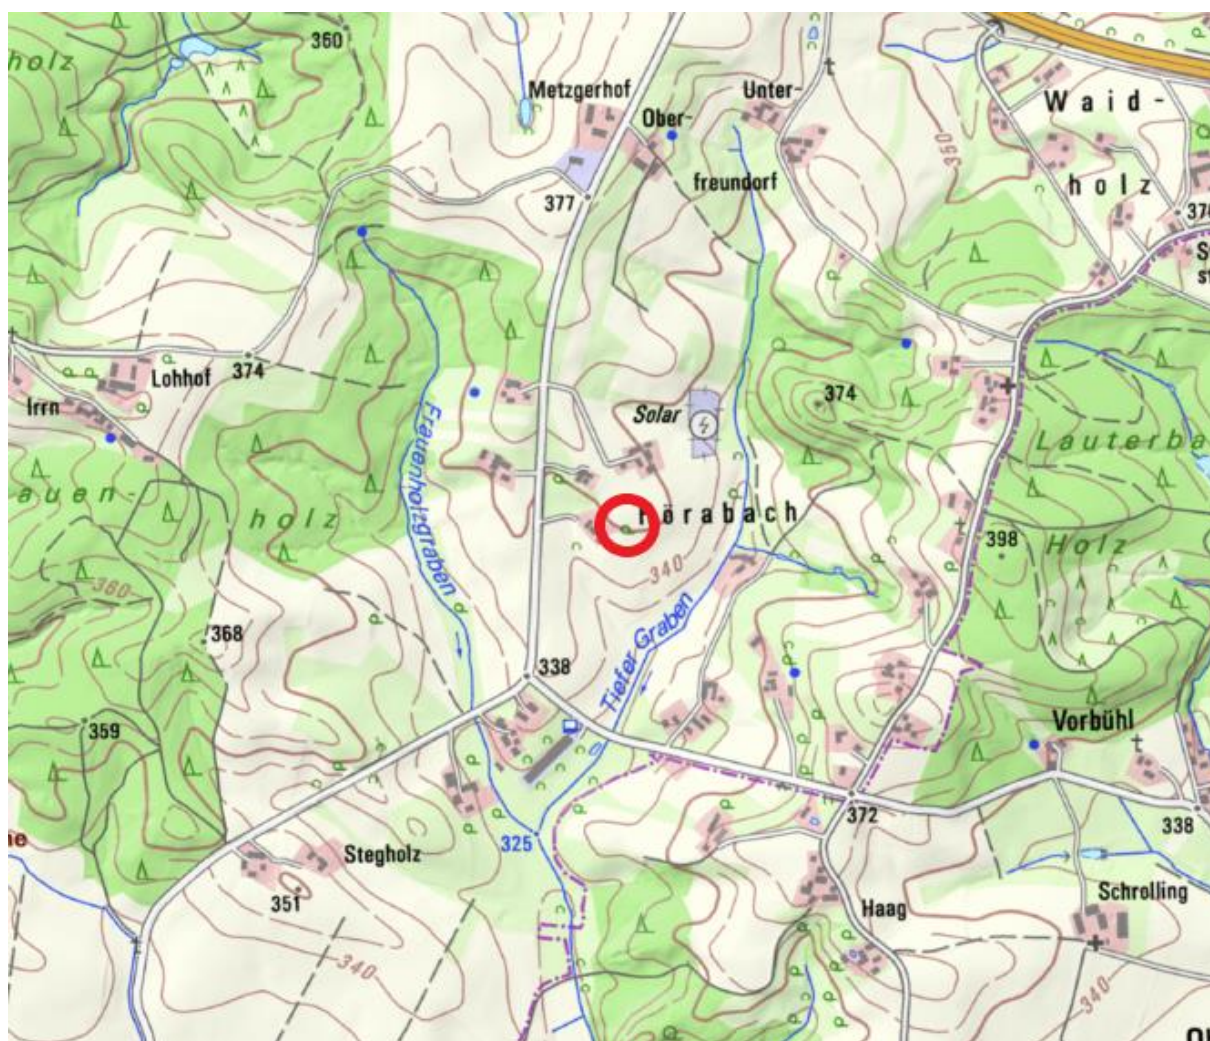 360
holz
Metzgerhof
Unter-
Ober-
Waid-
freundorf
holz
350
377
374
Lohhof
Irrn
Solar
374
Lauterba
Frauenholzgraben
auen-
holz
Hörabach
398
Holz
340
360
368
Tiefer Graben
338
359
Vorbühl
372
338
325
Stegholz
351
Haag
Schrolling
340
340